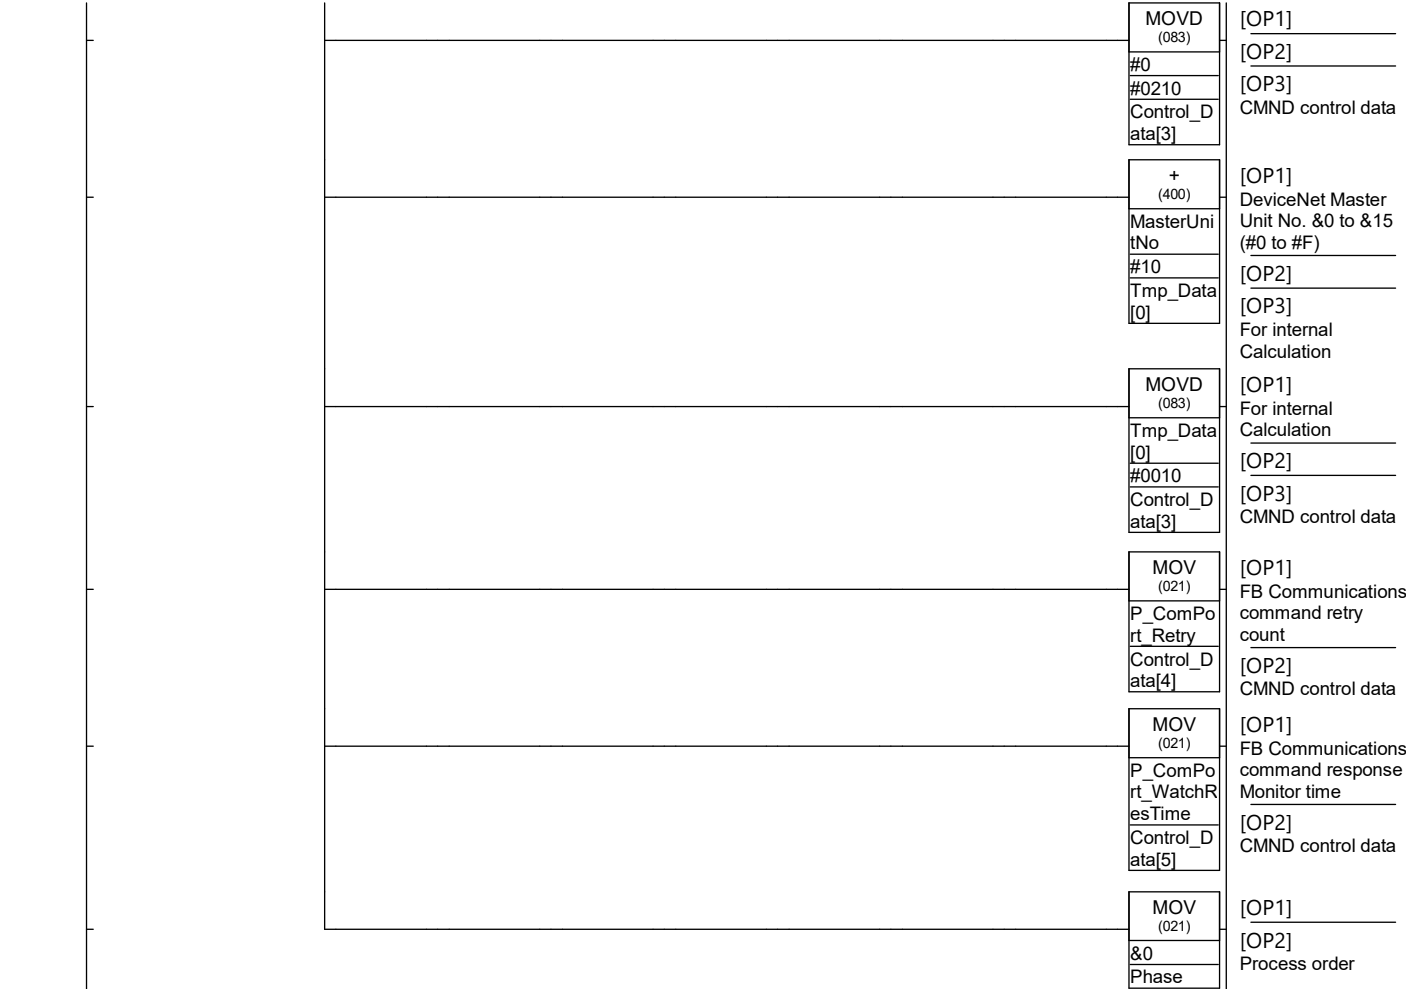 MOVD
(083)
#0
#0210
Control_D
ata[3]
[OP1]
[OP2]
[OP3]
CMND control data
+
(400)
MasterUni
tNo
#10
Tmp_Data
[0]
[OP1]
DeviceNet Master
Unit No. &0 to &15
(#0 to #F)
[OP2]
[OP3]
For internal
Calculation
MOVD
(083)
Tmp_Data
[0]
#0010
Control_D
ata[3]
[OP1]
For internal
Calculation
[OP2]
[OP3]
CMND control data
MOV
(021)
P_ComPo
rt_Retry
Control_D
ata[4]
[OP1]
FB Communications
command retry
count
[OP2]
CMND control data
MOV
(021)
P_ComPo
rt_WatchR
esTime
Control_D
ata[5]
[OP1]
FB Communications
command response
Monitor time
[OP2]
CMND control data
MOV
(021)
&0
Phase
[OP1]
[OP2]
Process order